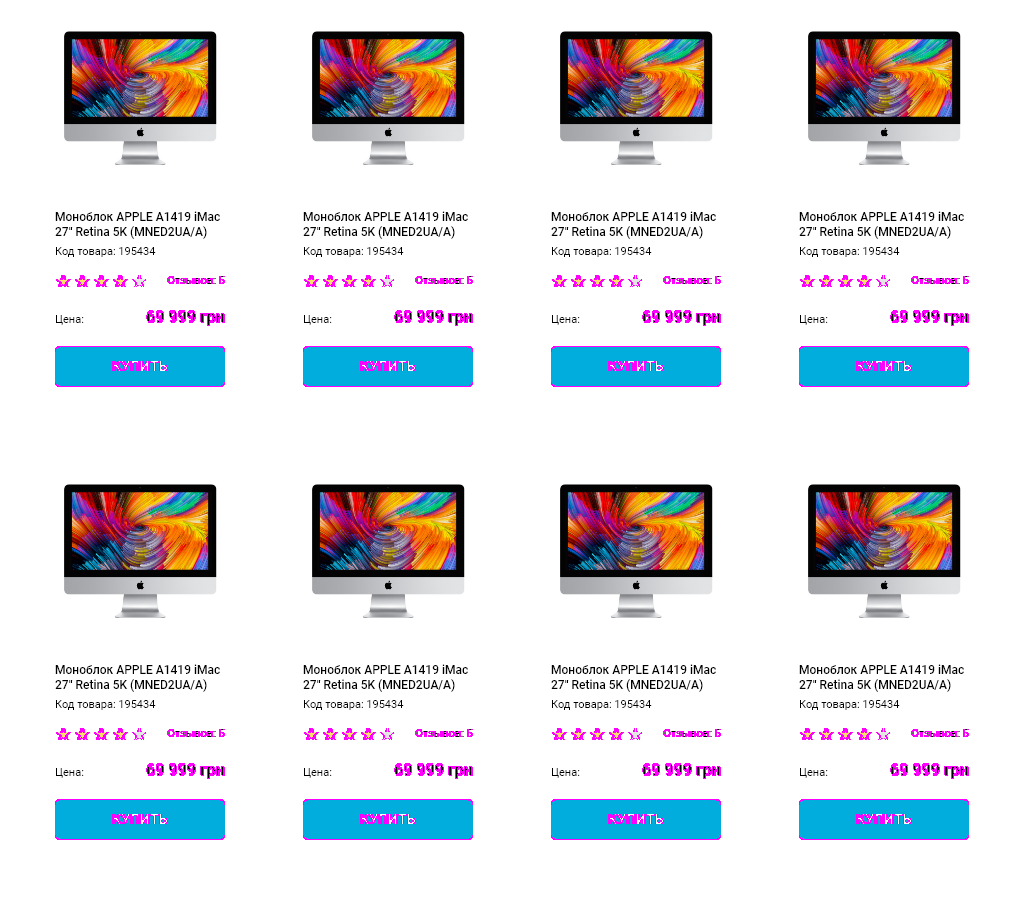 Моноблок APPLE A1419 iMac
27" Retina 5K (MNED2UA/A)
Код товара: 195434
Отзывов: 5
Цена: 69 999 грн
КУПИТЬ
Моноблок APPLE A1419 iMac
27" Retina 5K (MNED2UA/A)
Код товара: 195434
Отзывов: 5
Цена: 69 999 грн
КУПИТЬ
Моноблок APPLE A1419 iMac
27" Retina 5K (MNED2UA/A)
Код товара: 195434
Отзывов: 5
Цена: 69 999 грн
КУПИТЬ
Моноблок APPLE A1419 iMac
27" Retina 5K (MNED2UA/A)
Код товара: 195434
Отзывов: 5
Цена: 69 999 грн
КУПИТЬ
Моноблок APPLE A1419 iMac
27" Retina 5K (MNED2UA/A)
Код товара: 195434
Отзывов: 5
Цена: 69 999 грн
КУПИТЬ
Моноблок APPLE A1419 iMac
27" Retina 5K (MNED2UA/A)
Код товара: 195434
Отзывов: 5
Цена: 69 999 грн
КУПИТЬ
Моноблок APPLE A1419 iMac
27" Retina 5K (MNED2UA/A)
Код товара: 195434
Отзывов: 5
Цена: 69 999 грн
КУПИТЬ
Моноблок APPLE A1419 iMac
27" Retina 5K (MNED2UA/A)
Код товара: 195434
Отзывов: 5
Цена: 69 999 грн
КУПИТЬ